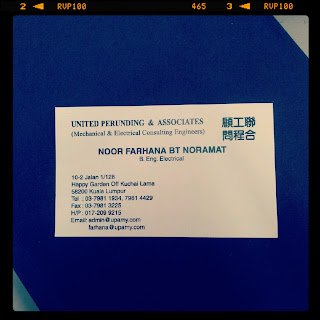 2 RVP100 465 3 RVP100
UNITED PERUNDING & ASSOCIATES
(Mechanical & Electrical Consulting Engineers)
聯合
工程
顧問
NOOR FARHANA BT NORAMAT
B. Eng. Electrical
10-2 Jalan 1/128
Happy Garden Off Kuchai Lama
58200 Kuala Lumpur
Tel : 03-7981 1934, 7981 4429
Fax : 03-7981 3225
H/P : 017-209 9215
Email: admin@upamy.com
farhana@upamy.com